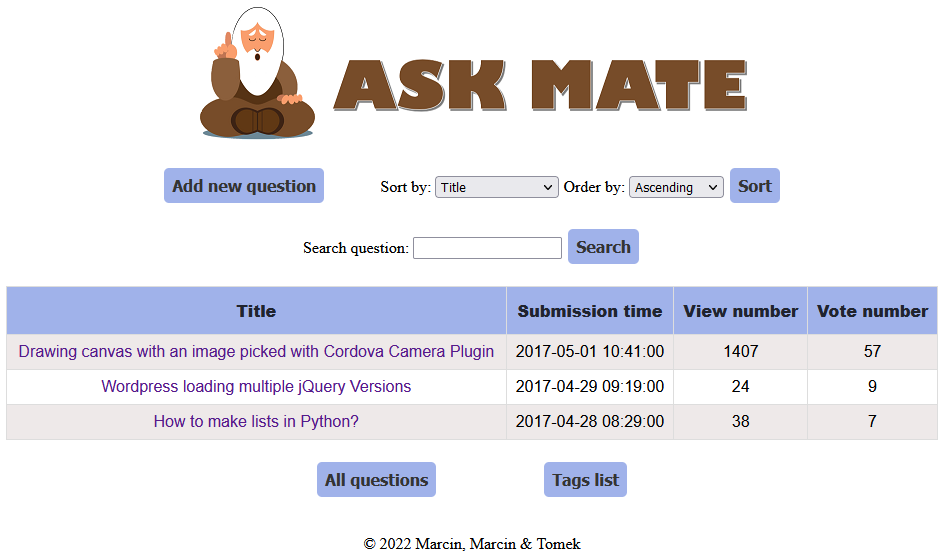 ASK MATE
Add new question Sort by: Title Order by: Ascending Sort
Search question: Search
Title Submission time View number Vote number
Drawing canvas with an image picked with Cordova Camera Plugin 2017-05-01 10:41:00 1407 57
Wordpress loading multiple jQuery Versions 2017-04-29 09:19:00 24 9
How to make lists in Python? 2017-04-28 08:29:00 38 7
All questions Tags list
© 2022 Marcin, Marcin & Tomek